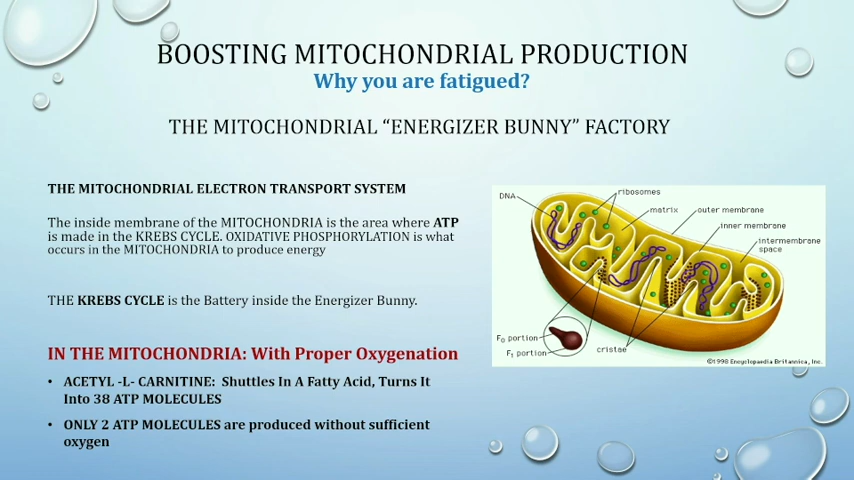 BOOSTING MITOCHONDRIAL PRODUCTION
Why you are fatigued?
THE MITOCHONDRIAL “ENERGIZER BUNNY” FACTORY
THE MITOCHONDRIAL ELECTRON TRANSPORT SYSTEM
The inside membrane of the MITOCHONDRIA is the area where ATP
is made in the KREBS CYCLE. OXIDATIVE PHOSPHORYLATION is what
occurs in the MITOCHONDRIA to produce energy
THE KREBS CYCLE is the Battery inside the Energizer Bunny.
IN THE MITOCHONDRIA: With Proper Oxygenation
• ACETYL -L- CARNITINE: Shuttles In A Fatty Acid, Turns It
Into 38 ATP MOLECULES
• ONLY 2 ATP MOLECULES are produced without sufficient
oxygen
DNA
ribosomes
matrix
outer membrane
inner membrane
intermembrane
space
F₀ portion
F₁ portion
cristae
©1998 Encyclopaedia Britannica, Inc.